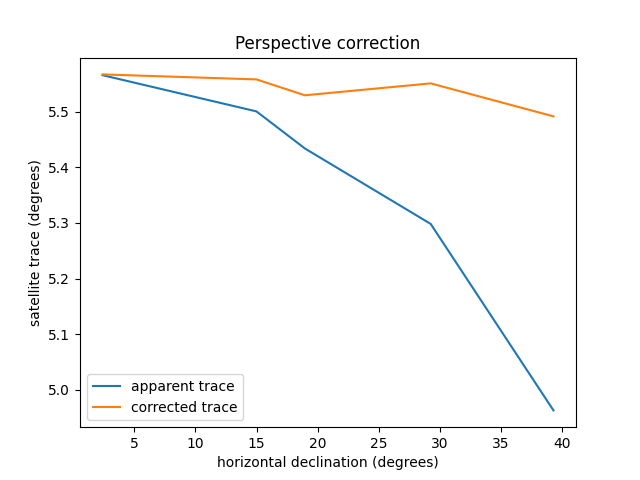 Perspective correction
satellite trace (degrees)
5.5
5.4
5.3
5.2
5.1
5.0
apparent trace
corrected trace
5 10 15 20 25 30 35 40
horizontal declination (degrees)